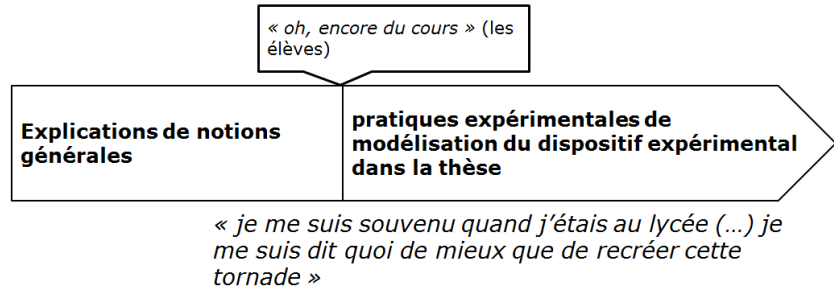 « oh, encore du cours » (les
élèves)
Explications de notions
générales
pratiques expérimentales de
modélisation du dispositif expérimental
dans la thèse
« je me suis souvenu quand j’étais au lycée (…) je
me suis dit quoi de mieux que de recréer cette
tornade »